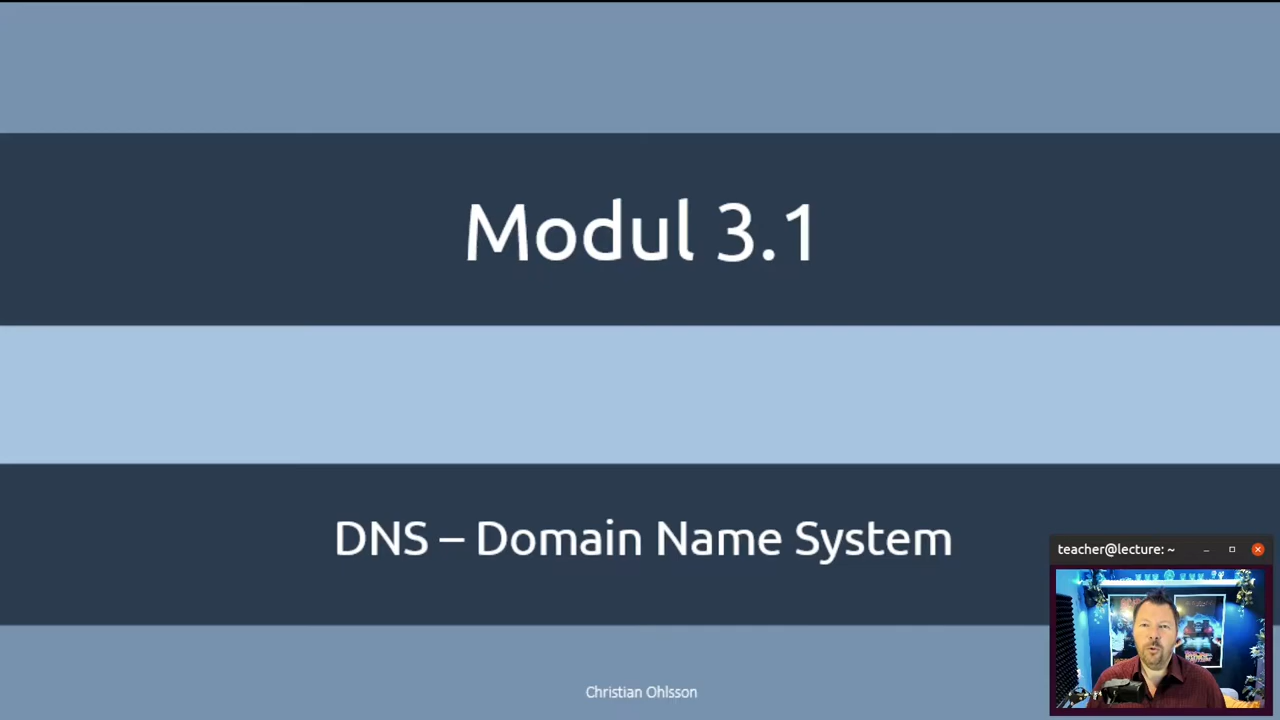 Modul 3.1
DNS – Domain Name System
teacher@lecture: ~
Christian Ohlsson